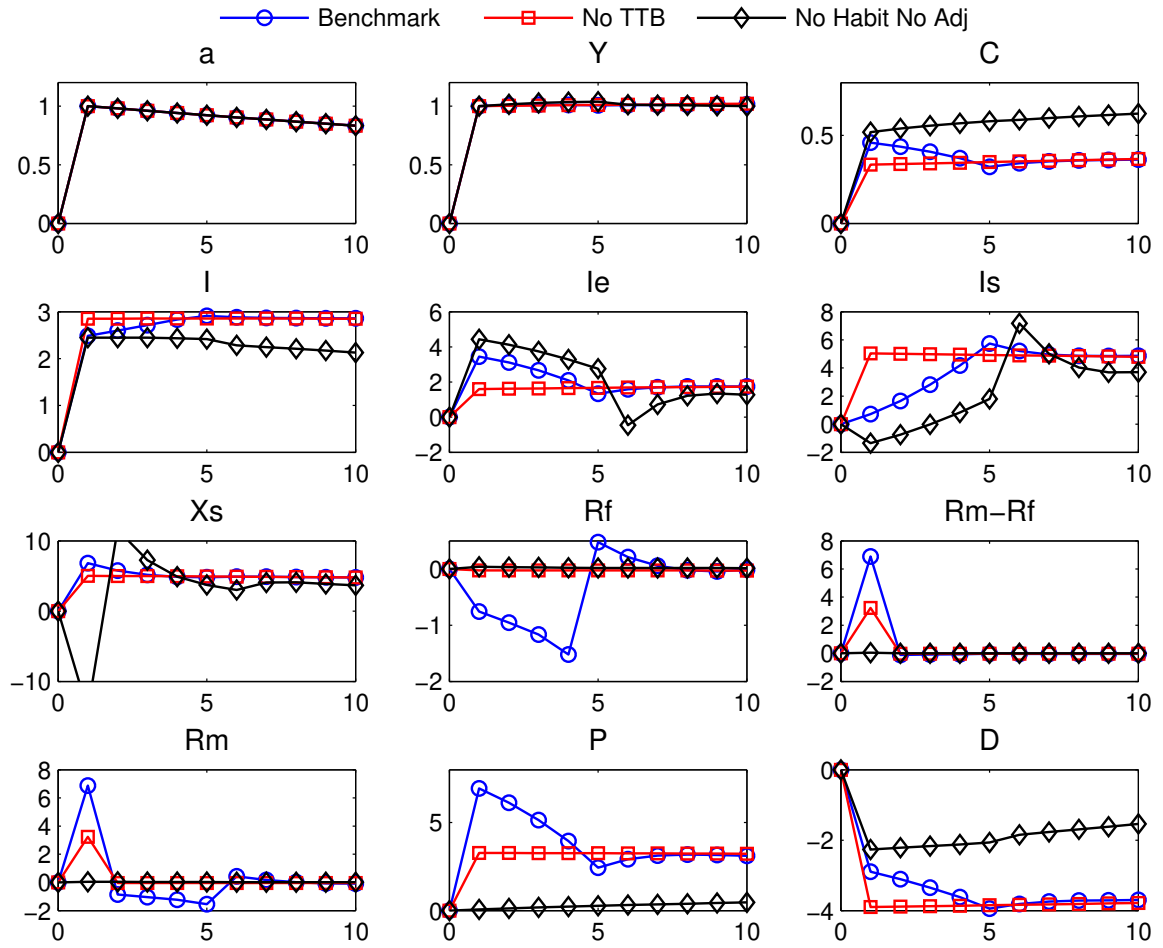 Benchmark No TTB No Habit No Adj
a Y C
1 1
0.5 0.5 0.5
0 0 0
0 5 10 0 5 10 0 5 10
I Ie Is
3 6 8
2 4 6
1 2 4
0 0 2
−2 0
−2
0 5 10 0 5 10 0 5 10
Xs Rf Rm−Rf
10 0 8
0 −1 6
−10 −2 4
2
0
−2
0 5 10 0 5 10 0 5 10
Rm P D
8 5 0
6 0 −2
4 −4
2
0
−2
0 5 10 0 5 10 0 5 10